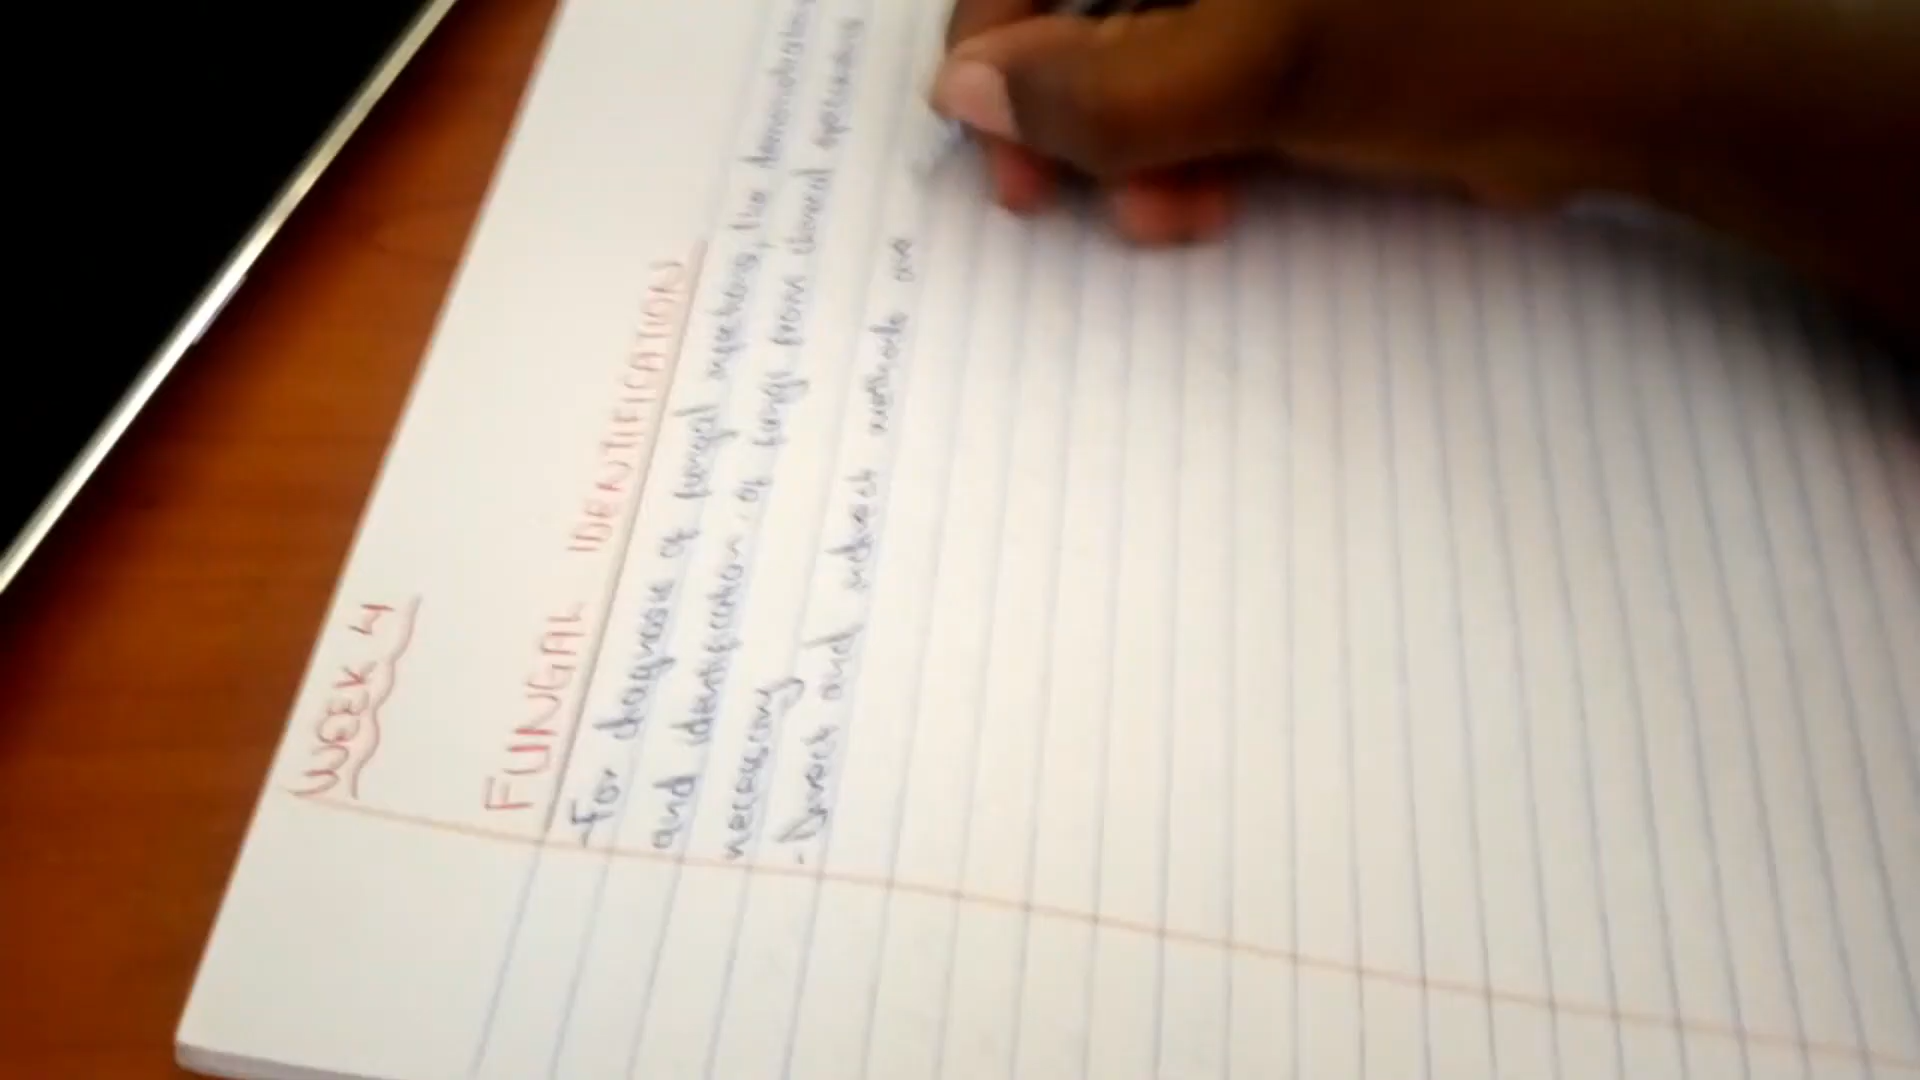 WEEK 4
FUNGAL IDENTIFICATION
- For diagnosis of fungal infections, the demonstration
and identification of fungi from clinical specimens
necessary
- Direct and indirect methods are